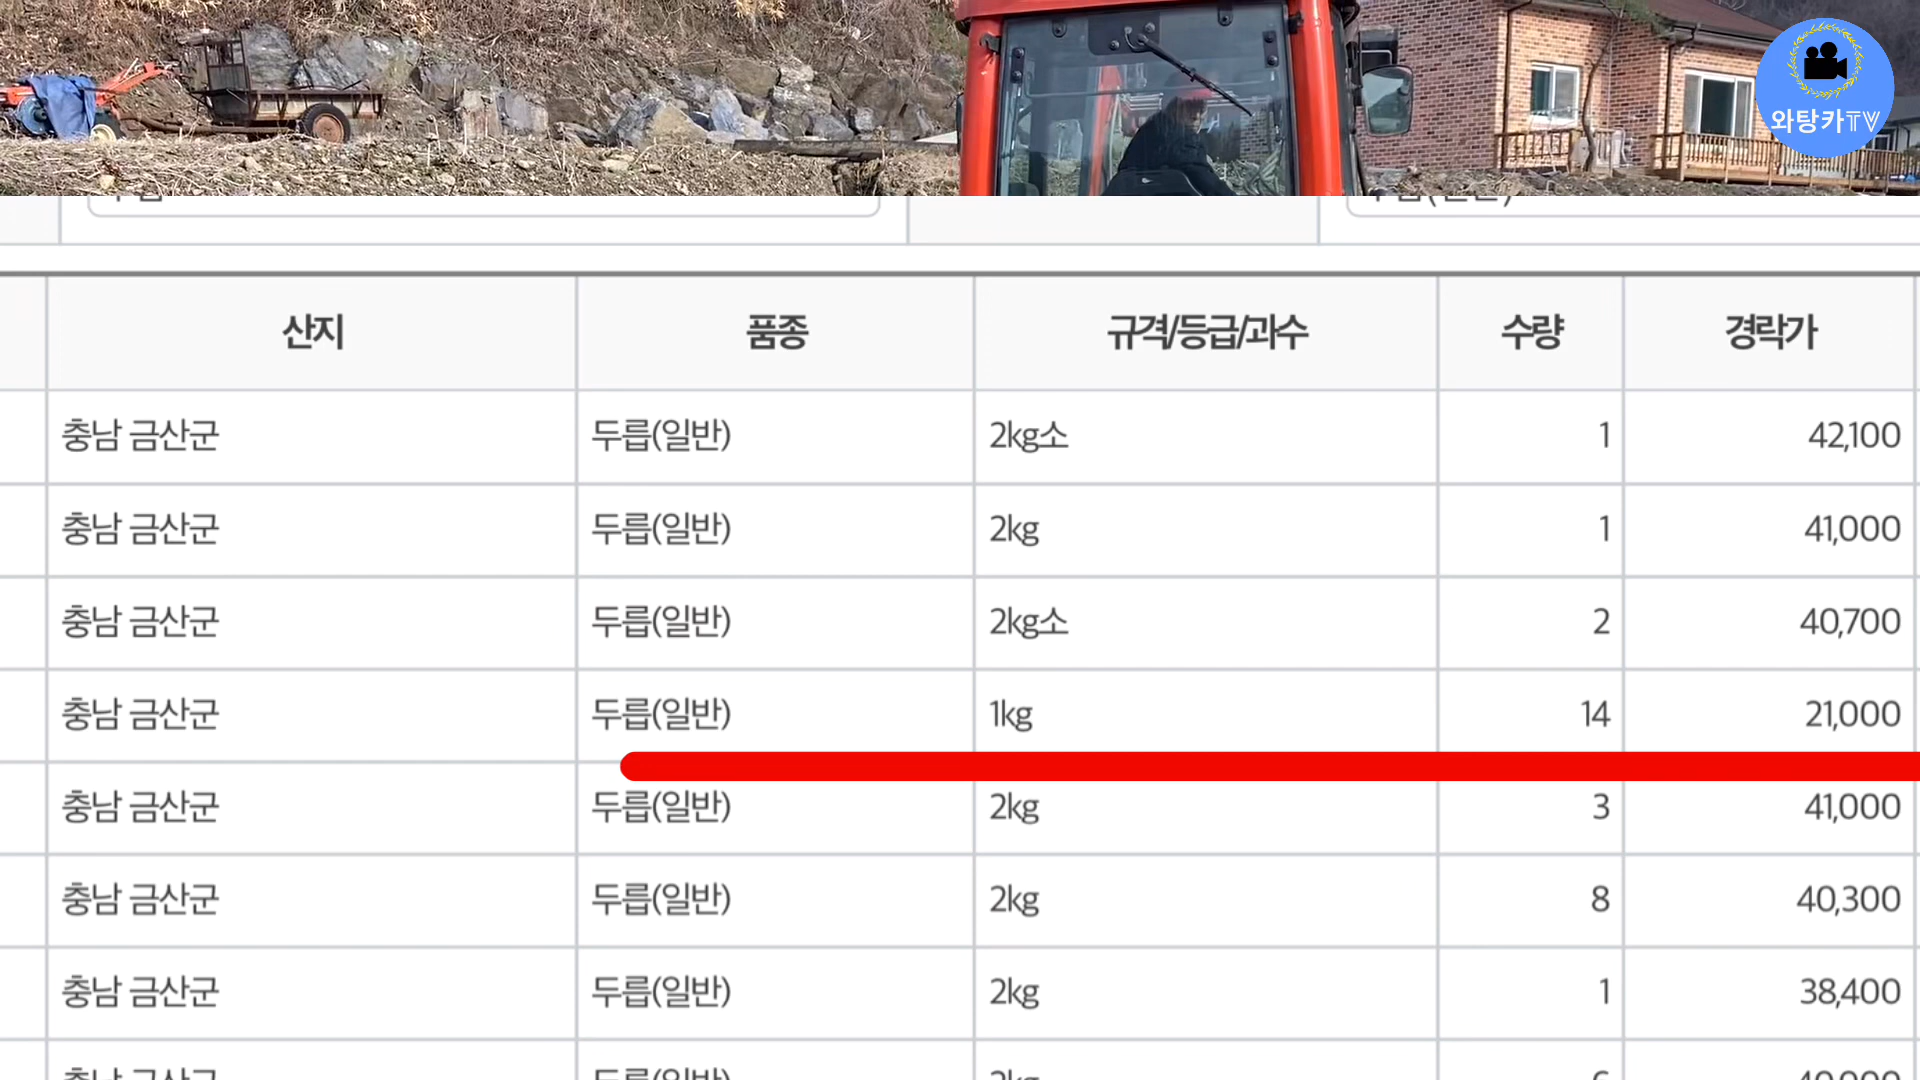 와탕카TV
산지 품종 규격/등급/과수 수량 경락가
충남 금산군 두릅(일반) 2kg소 1 42,100
충남 금산군 두릅(일반) 2kg 1 41,000
충남 금산군 두릅(일반) 2kg소 2 40,700
충남 금산군 두릅(일반) 1kg 14 21,000
충남 금산군 두릅(일반) 2kg 3 41,000
충남 금산군 두릅(일반) 2kg 8 40,300
충남 금산군 두릅(일반) 2kg 1 38,400